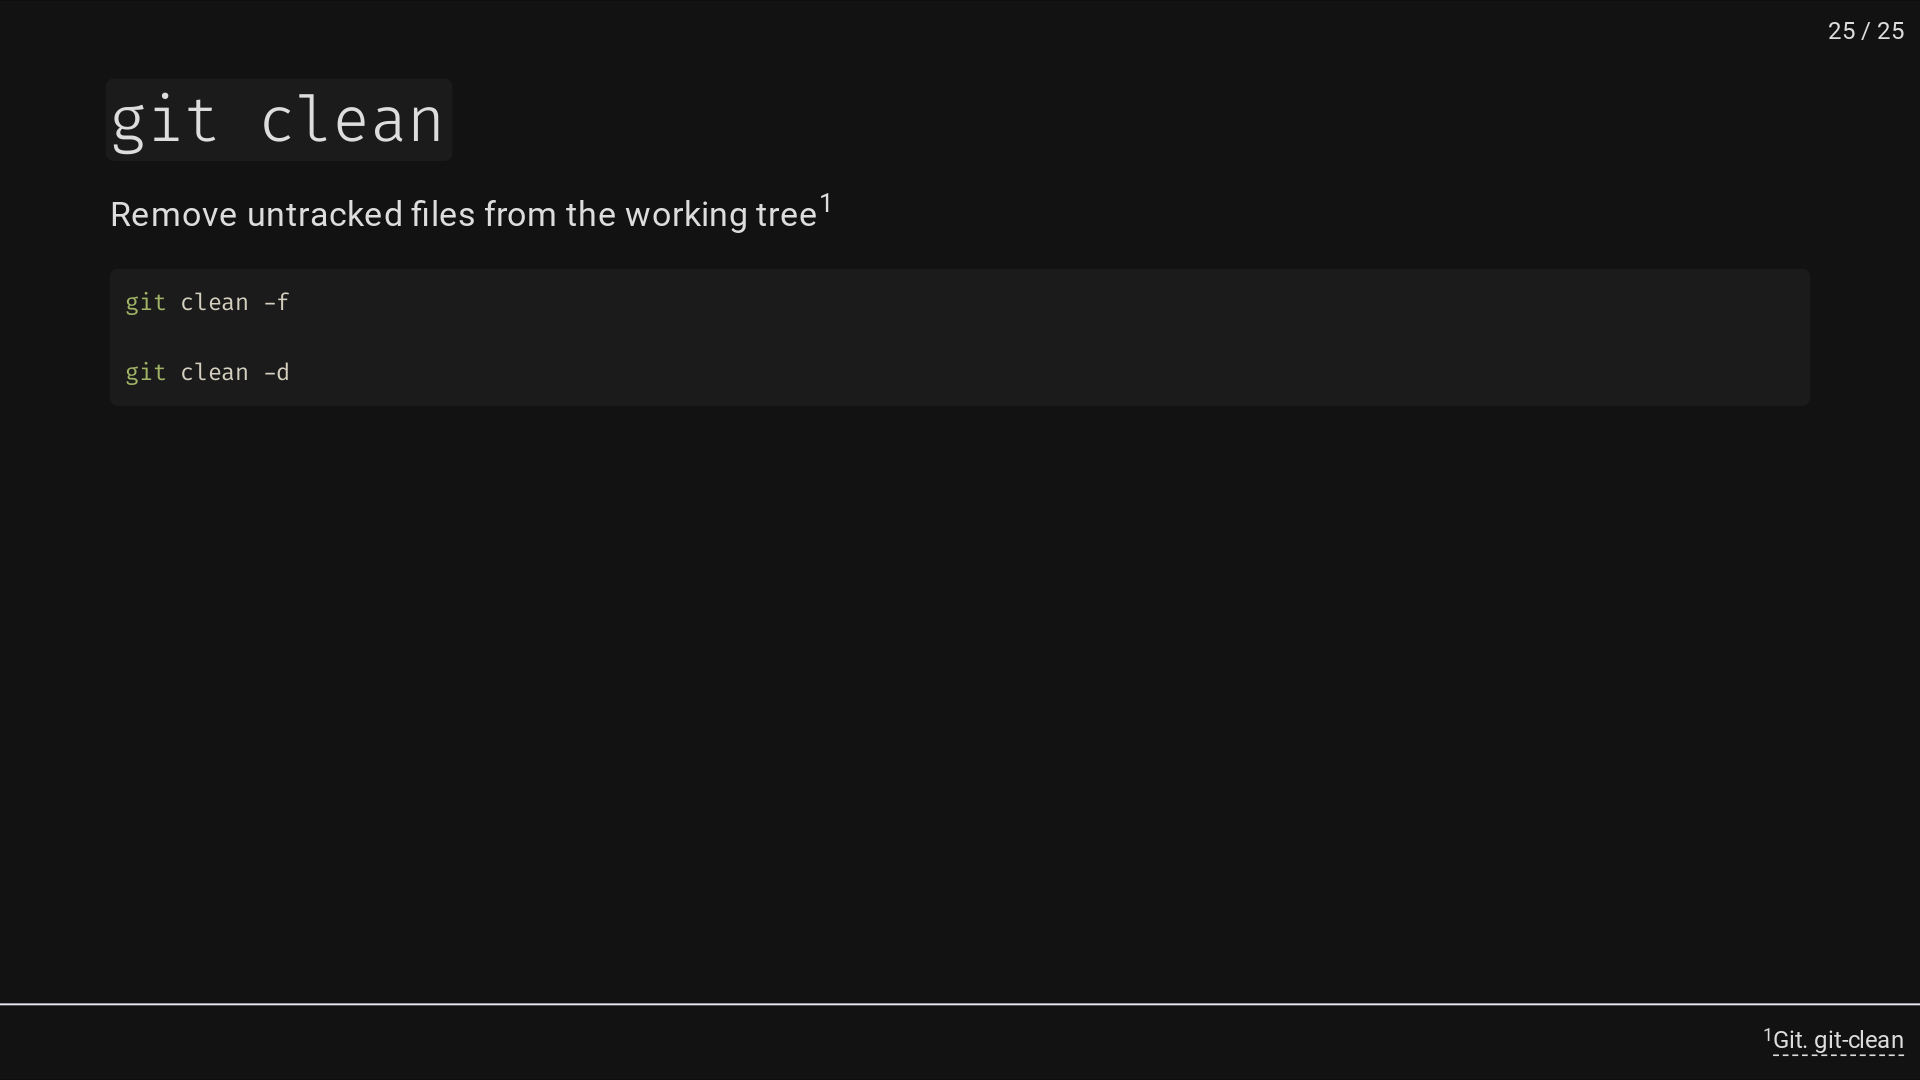 25 / 25
git clean
Remove untracked files from the working tree¹
git clean -f
git clean -d
¹Git. git-clean